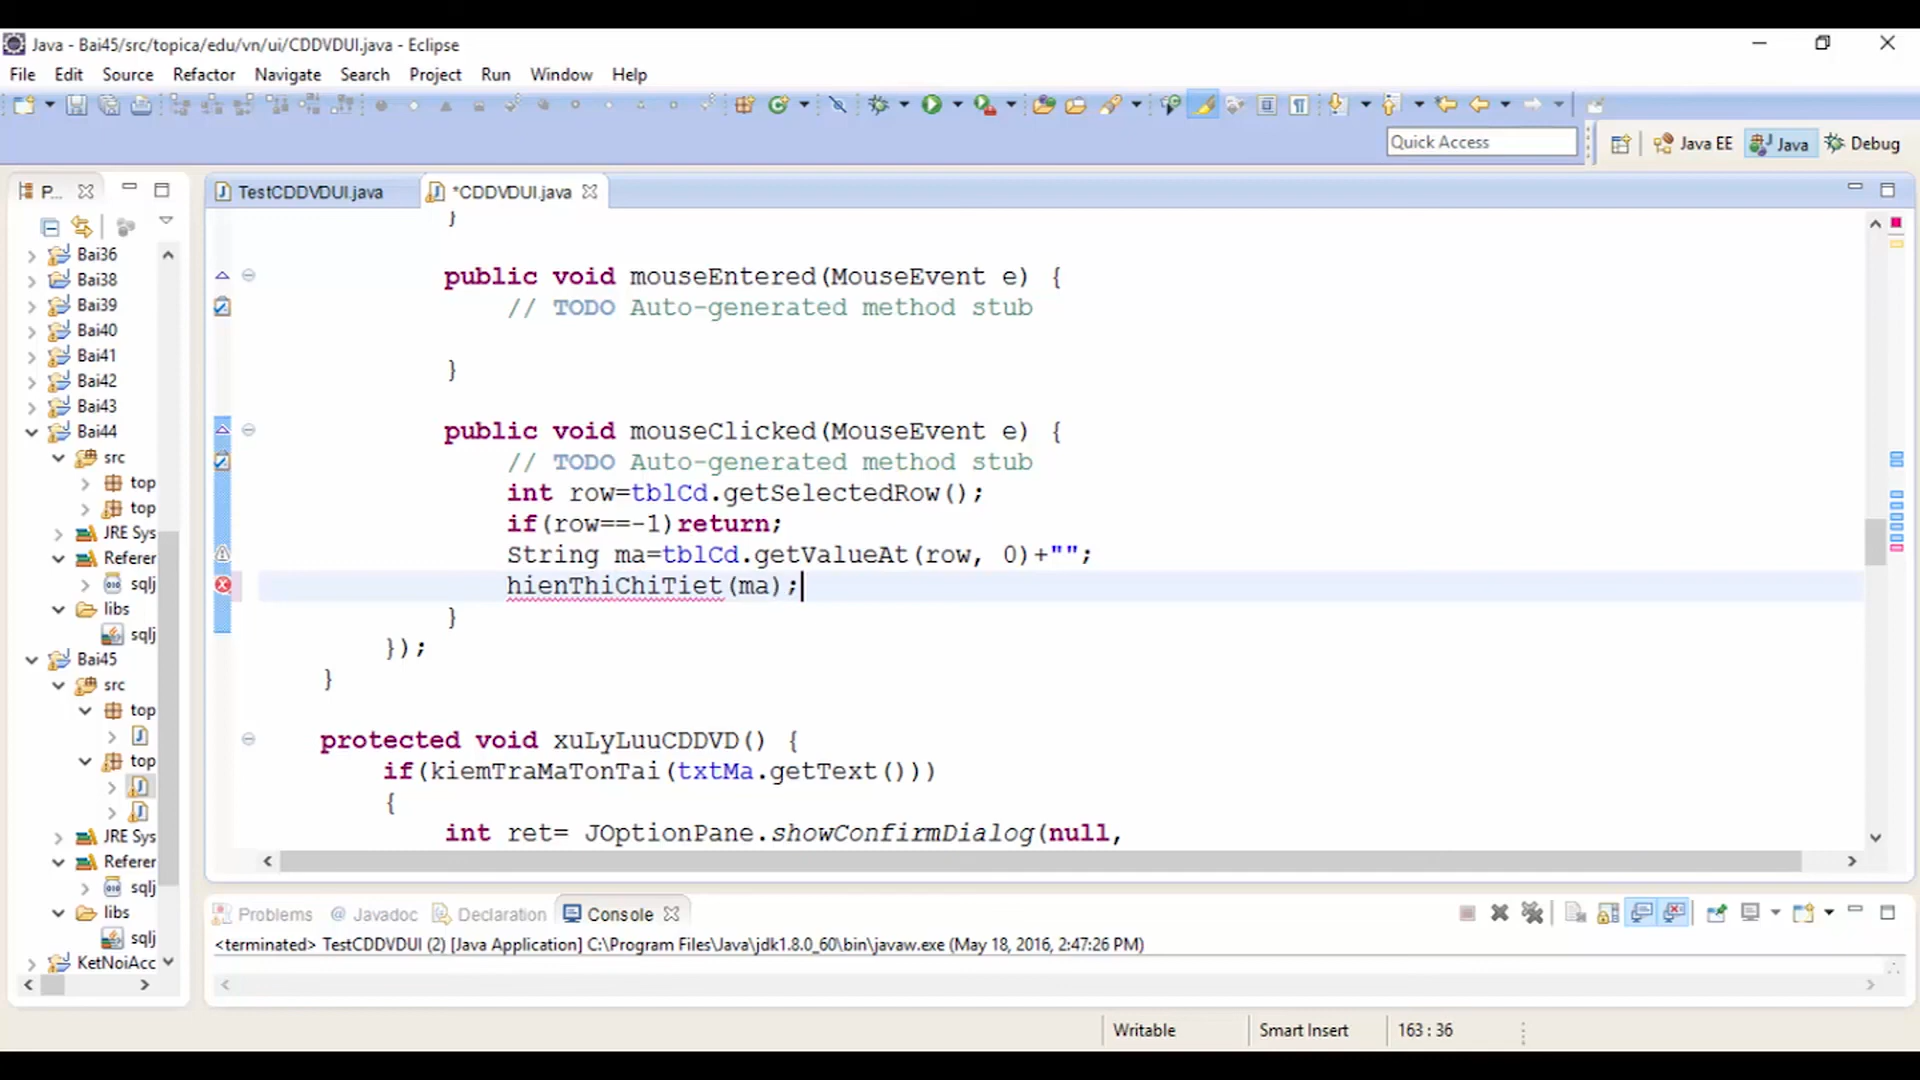 Java - Bai45/src/topica/edu/vn/ui/CDDVDUI.java - Eclipse
File Edit Source Refactor Navigate Search Project Run Window Help
Quick Access
Java EE
Java
Debug
P...
TestCDDVDUI.java
*CDDVDUI.java
Bai36
Bai38
Bai39
Bai40
Bai41
Bai42
Bai43
Bai44
src
top
top
JRE Sys
Referer
sqlj
libs
sqlj
Bai45
src
top
top
JRE Sys
Referer
sqlj
libs
sqlj
KetNoiAcc
}
public void mouseEntered(MouseEvent e) {
// TODO Auto-generated method stub
}
public void mouseClicked(MouseEvent e) {
// TODO Auto-generated method stub
int row=tblCd.getSelectedRow();
if(row==-1)return;
String ma=tblCd.getValueAt(row, 0)+"";
hienThiChiTiet(ma);
}
});
}
protected void xuLyLuuCDDVD() {
if(kiemTraMaTonTai(txtMa.getText()))
{
int ret= JOptionPane.showConfirmDialog(null,
Problems @ Javadoc Declaration Console
<terminated> TestCDDVDUI (2) [Java Application] C:\Program Files\Java\jdk1.8.0_60\bin\javaw.exe (May 18, 2016, 2:47:26 PM)
Writable
Smart Insert
163 : 36